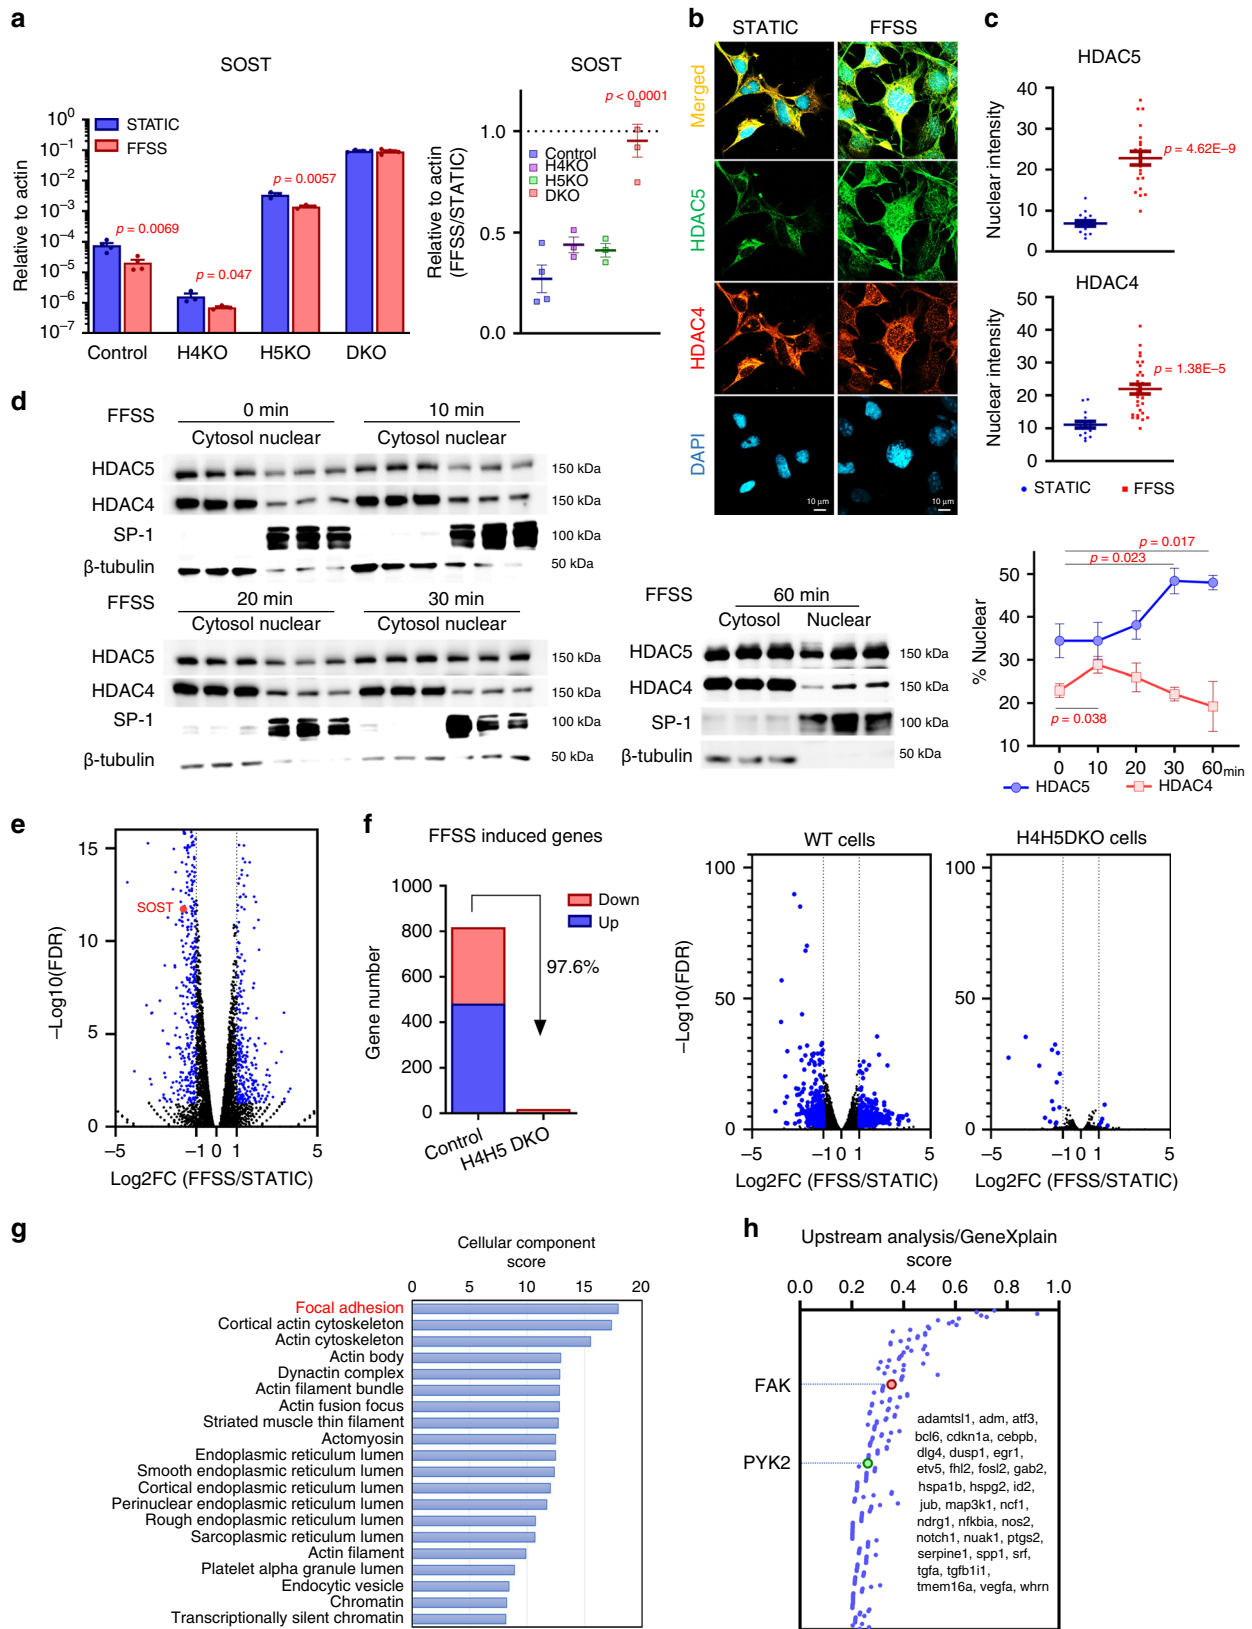 a
SOST
Relative to actin
10⁰
10⁻¹
10⁻²
10⁻³
10⁻⁴
10⁻⁵
10⁻⁶
10⁻⁷
STATIC
FFSS
p = 0.0069
p = 0.047
p = 0.0057
Control
H4KO
H5KO
DKO
SOST
Relative to actin
(FFSS/STATIC)
1.0
0.5
0.0
p < 0.0001
Control
H4KO
H5KO
DKO
b
STATIC
FFSS
Merged
HDAC5
HDAC4
DAPI
10 μm
10 μm
c
HDAC5
Nuclear intensity
40
30
20
10
0
p = 4.62E–9
HDAC4
Nuclear intensity
50
40
30
20
10
0
p = 1.38E–5
STATIC
FFSS
d
FFSS
0 min
10 min
Cytosol nuclear
Cytosol nuclear
HDAC5
150 kDa
HDAC4
150 kDa
SP-1
100 kDa
β-tubulin
50 kDa
FFSS
20 min
30 min
Cytosol nuclear
Cytosol nuclear
HDAC5
150 kDa
HDAC4
150 kDa
SP-1
100 kDa
β-tubulin
50 kDa
FFSS
60 min
Cytosol
Nuclear
HDAC5
150 kDa
HDAC4
150 kDa
SP-1
100 kDa
β-tubulin
50 kDa
% Nuclear
50
40
30
20
10
p = 0.017
p = 0.023
p = 0.038
0
10
20
30
60 min
HDAC5
HDAC4
e
–Log10(FDR)
15
10
5
0
SOST
–5
–1
0
1
5
Log2FC (FFSS/STATIC)
f
FFSS induced genes
Gene number
1000
800
600
400
200
0
Down
Up
97.6%
Control
H4H5 DKO
WT cells
–Log10(FDR)
100
50
0
–5
–1
0
1
5
Log2FC (FFSS/STATIC)
H4H5DKO cells
100
50
0
–5
–1
0
1
5
Log2FC (FFSS/STATIC)
g
Cellular component
score
0
5
10
15
20
Focal adhesion
Cortical actin cytoskeleton
Actin cytoskeleton
Actin body
Dynactin complex
Actin filament bundle
Actin fusion focus
Striated muscle thin filament
Actomyosin
Endoplasmic reticulum lumen
Smooth endoplasmic reticulum lumen
Cortical endoplasmic reticulum lumen
Perinuclear endoplasmic reticulum lumen
Rough endoplasmic reticulum lumen
Sarcoplasmic reticulum lumen
Actin filament
Platelet alpha granule lumen
Endocytic vesicle
Chromatin
Transcriptionally silent chromatin
h
Upstream analysis/GeneXplain
score
0.0
0.2
0.4
0.6
0.8
1.0
FAK
PYK2
adamtsl1, adm, atf3,
bcl6, cdkn1a, cebpb,
dlg4, dusp1, egr1,
etv5, fhl2, fosl2, gab2,
hspa1b, hspg2, id2,
jub, map3k1, ncf1,
ndrg1, nfkbia, nos2,
notch1, nuak1, ptgs2,
serpine1, spp1, srf,
tgfa, tgfb1i1,
tmem16a, vegfa, whrn